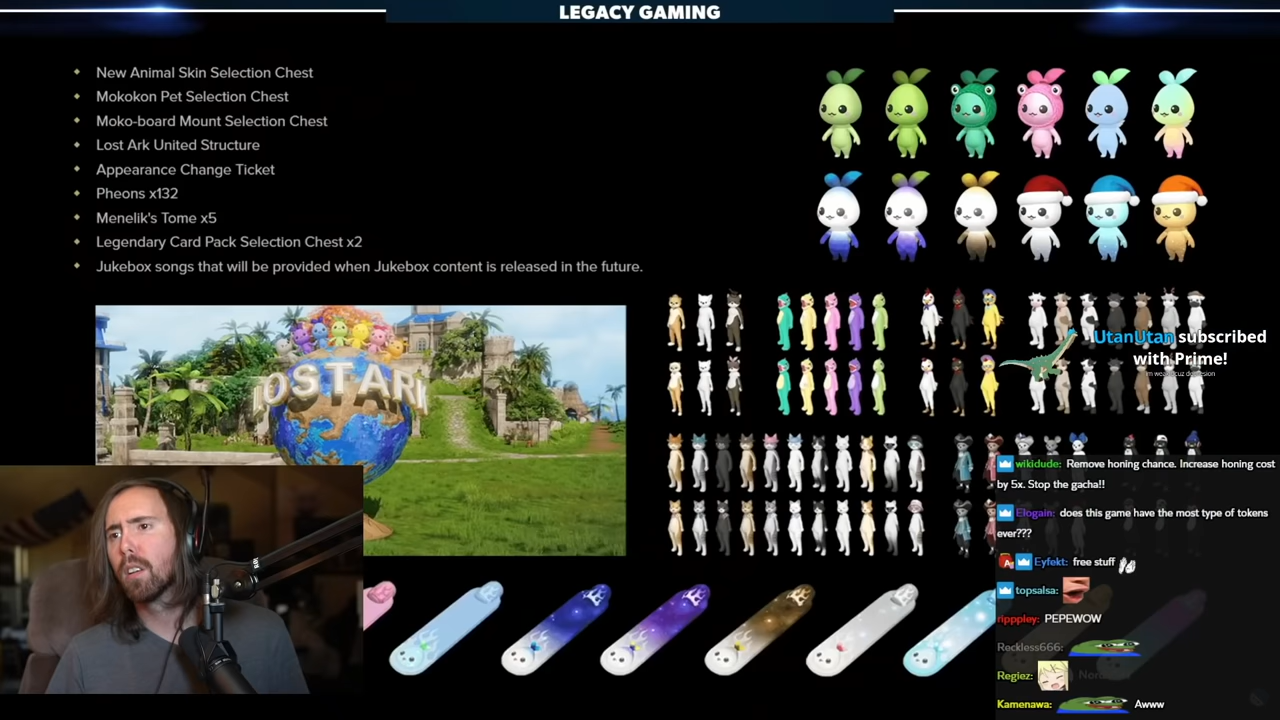 LEGACY GAMING
New Animal Skin Selection Chest
Mokokon Pet Selection Chest
Moko-board Mount Selection Chest
Lost Ark United Structure
Appearance Change Ticket
Pheons x132
Menelik's Tome x5
Legendary Card Pack Selection Chest x2
Jukebox songs that will be provided when Jukebox content is released in the future.
LOSTARK
UtanUtan subscribed
with Prime!
wikidude: Remove honing chance. Increase honing cost
by 5x. Stop the gacha!!
Elogain: does this game have the most type of tokens
ever???
Eyfekt: free stuff
topsalsa:
ripppley: PEPEWOW
Reckless666:
Regiez:
Kamenawa: Awww